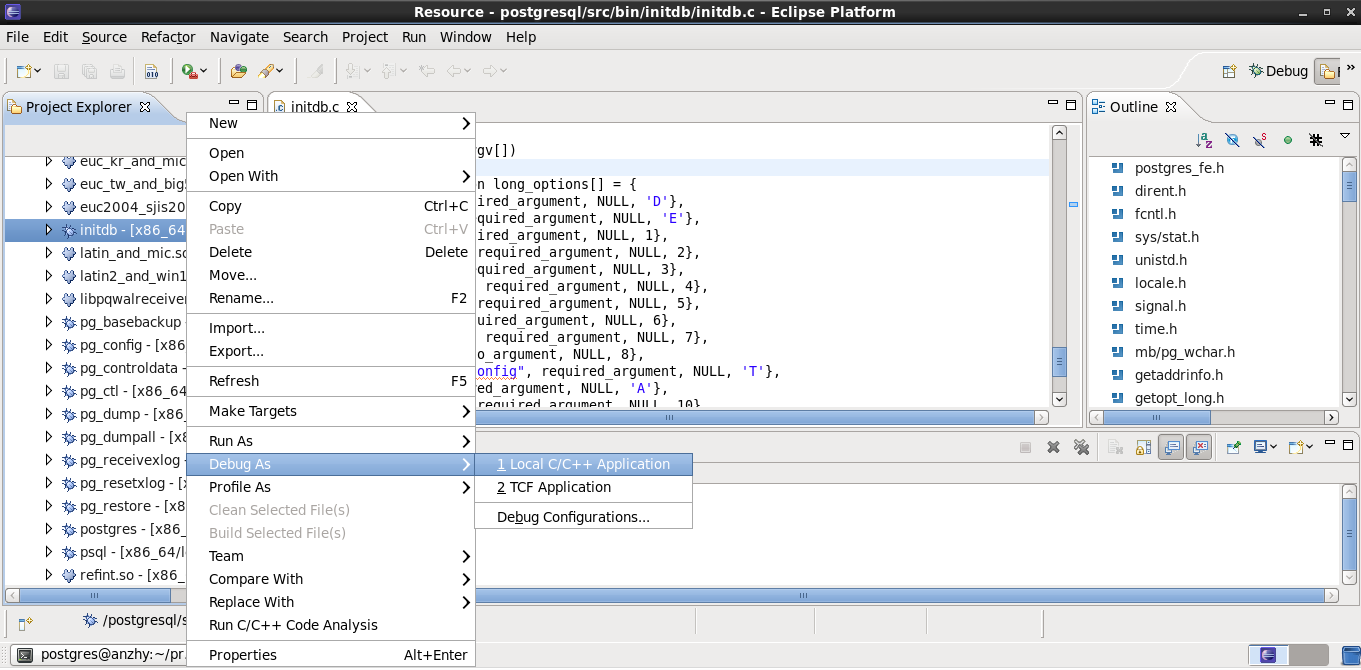 Resource - postgresql/src/bin/initdb/initdb.c - Eclipse Platform
File Edit Source Refactor Navigate Search Project Run Window Help
010
Debug
»
Project Explorer
initdb.c
Outline
euc_kr_and_mic
euc_tw_and_big5
euc2004_sjis20
initdb - [x86_64
latin_and_mic.so
latin2_and_win1
libpqwalreceiver
pg_basebackup
pg_config - [x86
pg_controldata -
pg_ctl - [x86_64
pg_dump - [x86
pg_dumpall - [x8
pg_receivexlog
pg_resetxlog -
pg_restore - [x8
postgres - [x86_
psql - [x86_64/l
refint.so - [x86_
New
Open
Open With
Copy Ctrl+C
Paste Ctrl+V
Delete Delete
Move...
Rename... F2
Import...
Export...
Refresh F5
Make Targets
Run As
Debug As
Profile As
Clean Selected File(s)
Build Selected File(s)
Team
Compare With
Replace With
Run C/C++ Code Analysis
Properties Alt+Enter
1 Local C/C++ Application
2 TCF Application
Debug Configurations...
gv[])
n long_options[] = {
ired_argument, NULL, 'D'},
equired_argument, NULL, 'E'},
ired_argument, NULL, 1},
required_argument, NULL, 2},
equired_argument, NULL, 3},
required_argument, NULL, 4},
required_argument, NULL, 5},
uired_argument, NULL, 6},
required_argument, NULL, 7},
o_argument, NULL, 8},
onfig", required_argument, NULL, 'T'},
ed_argument, NULL, 'A'},
required_argument, NULL, 10}
postgres_fe.h
dirent.h
fcntl.h
sys/stat.h
unistd.h
locale.h
signal.h
time.h
mb/pg_wchar.h
getaddrinfo.h
getopt_long.h
/postgresql/s
postgres@anzhy:~/pr